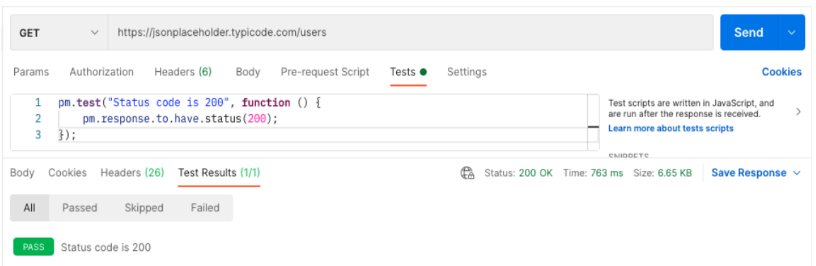 GET https://jsonplaceholder.typicode.com/users Send
Params Authorization Headers (6) Body Pre-request Script Tests Settings Cookies
1 pm.test("Status code is 200", function () {
2 pm.response.to.have.status(200);
3 });
Test scripts are written in JavaScript, and
are run after the response is received.
Learn more about tests scripts
SNIPPETS
Body Cookies Headers (26) Test Results (1/1) Status: 200 OK Time: 763 ms Size: 6.65 KB Save Response
All Passed Skipped Failed
PASS Status code is 200